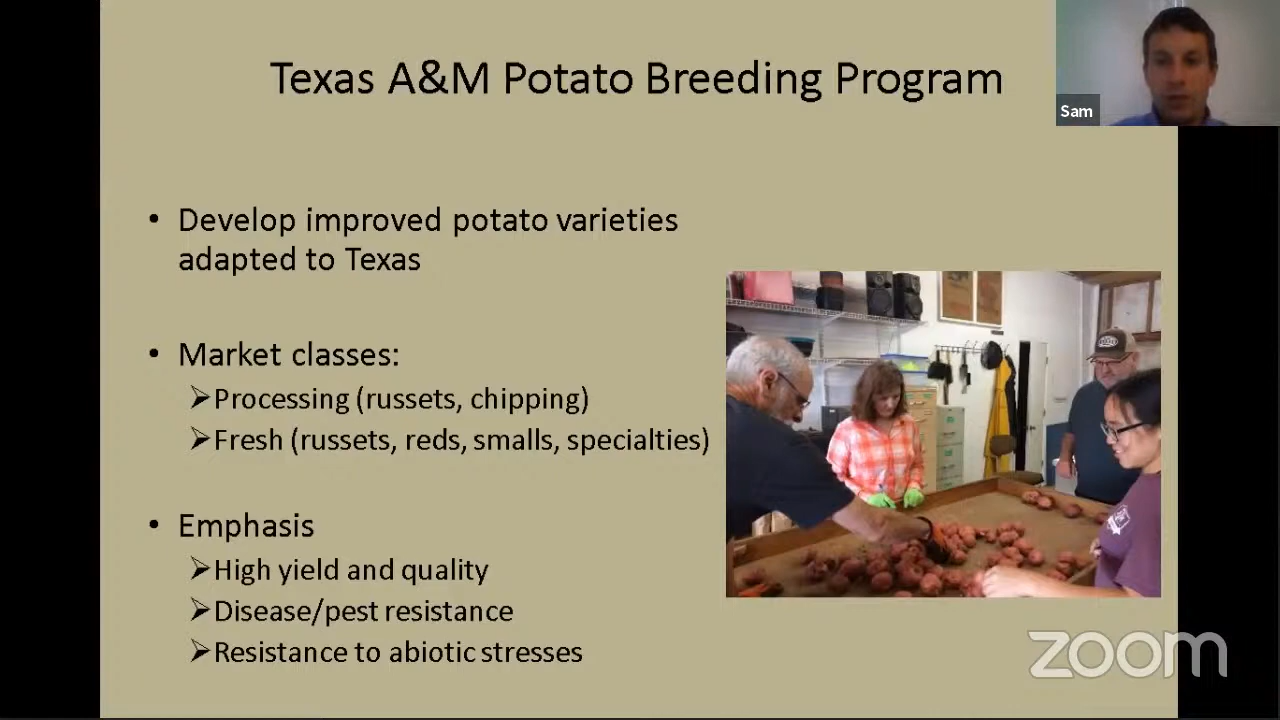 Texas A&M Potato Breeding Program
Sam
• Develop improved potato varieties
adapted to Texas
• Market classes:
➢Processing (russets, chipping)
➢Fresh (russets, reds, smalls, specialties)
• Emphasis
➢High yield and quality
➢Disease/pest resistance
➢Resistance to abiotic stresses
zoom